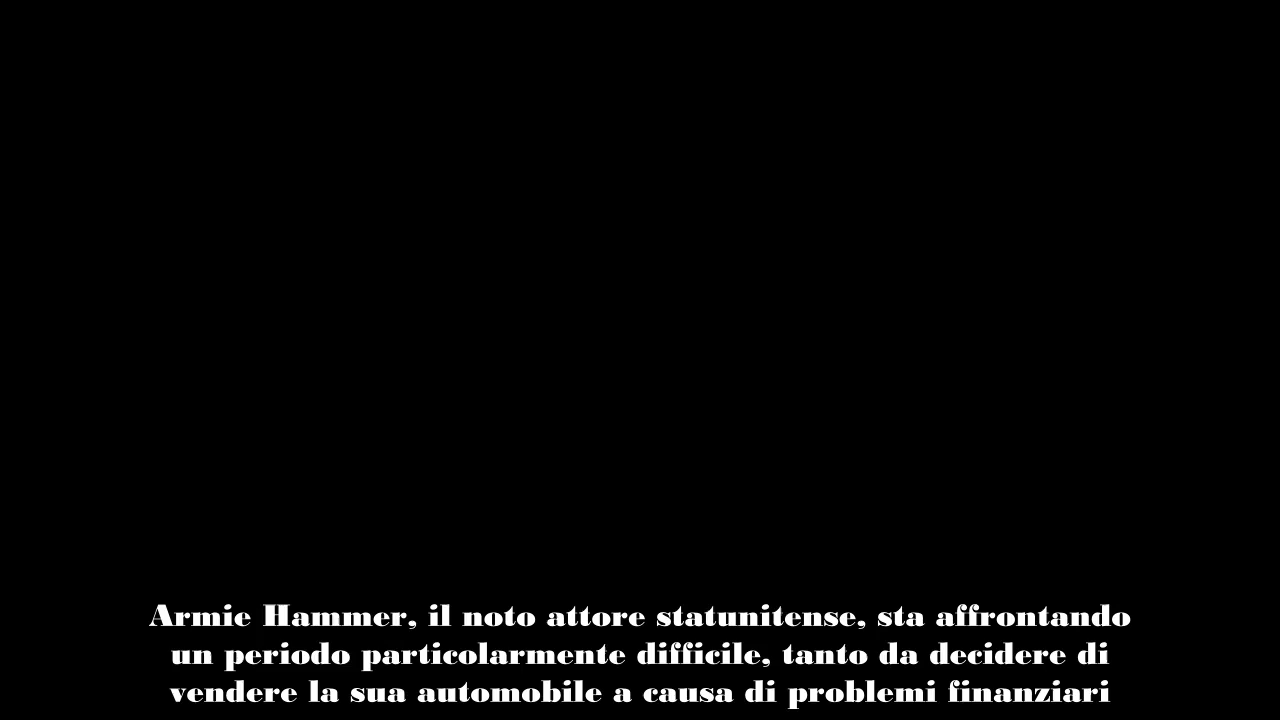 Armie Hammer, il noto attore statunitense, sta affrontando
un periodo particolarmente difficile, tanto da decidere di
vendere la sua automobile a causa di problemi finanziari